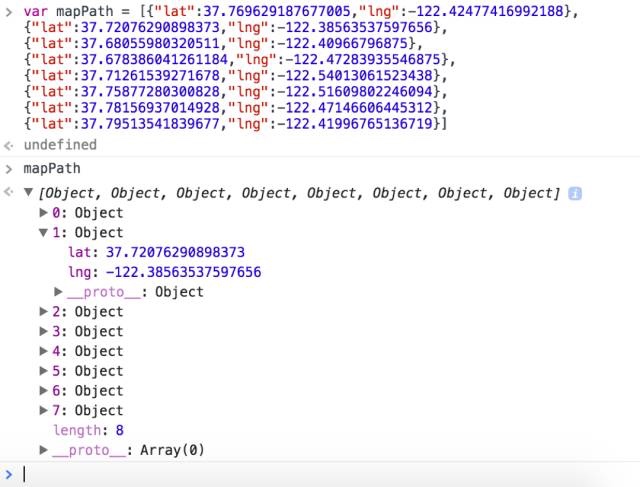 > var mapPath = [{"lat":37.769629187677005,"lng":-122.42477416992188},
{"lat":37.72076290898373,"lng":-122.38563537597656},
{"lat":37.68055980320511,"lng":-122.40966796875},
{"lat":37.678386041261184,"lng":-122.47283935546875},
{"lat":37.71261539271678,"lng":-122.54013061523438},
{"lat":37.75877280300828,"lng":-122.51609802246094},
{"lat":37.78156937014928,"lng":-122.47146606445312},
{"lat":37.79513541839677,"lng":-122.41996765136719}]
undefined
> mapPath
[Object, Object, Object, Object, Object, Object, Object, Object] i
0: Object
1: Object
lat: 37.72076290898373
lng: -122.38563537597656
__proto__: Object
2: Object
3: Object
4: Object
5: Object
6: Object
7: Object
length: 8
__proto__: Array(0)
>